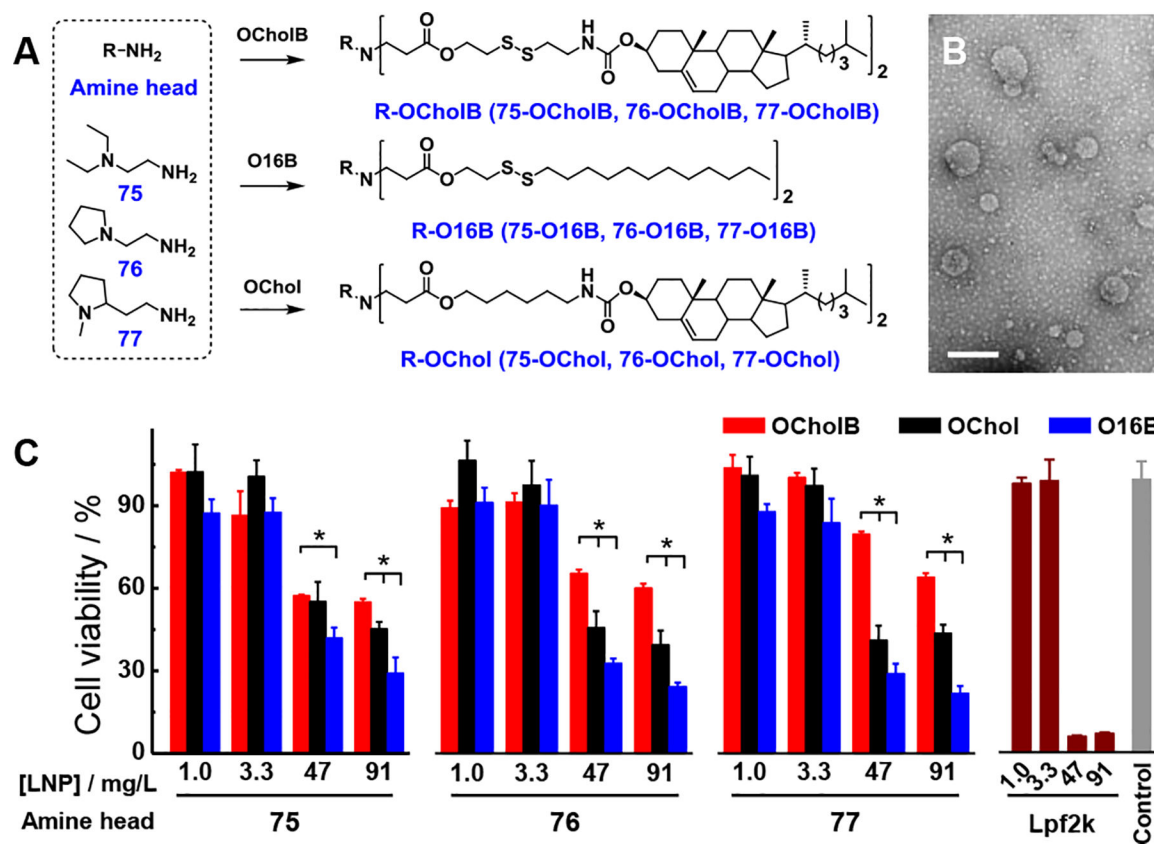 A
R–NH₂
Amine head
N
NH₂
75
N
NH₂
76
N
NH₂
77
OCholB
R
N
O
O
S
S
H
N
O
O
3
2
R-OCholB (75-OCholB, 76-OCholB, 77-OCholB)
O16B
R
N
O
O
S
S
2
R-O16B (75-O16B, 76-O16B, 77-O16B)
OChol
R
N
O
O
H
N
O
O
3
2
R-OChol (75-OChol, 76-OChol, 77-OChol)
B
C
OCholB OChol O16B
Cell viability / %
90
60
30
0
* * * * * *
[LNP] / mg/L 1.0 3.3 47 91 1.0 3.3 47 91 1.0 3.3 47 91 1.0 3.3 47 91 Control
Amine head 75 76 77 Lpf2k